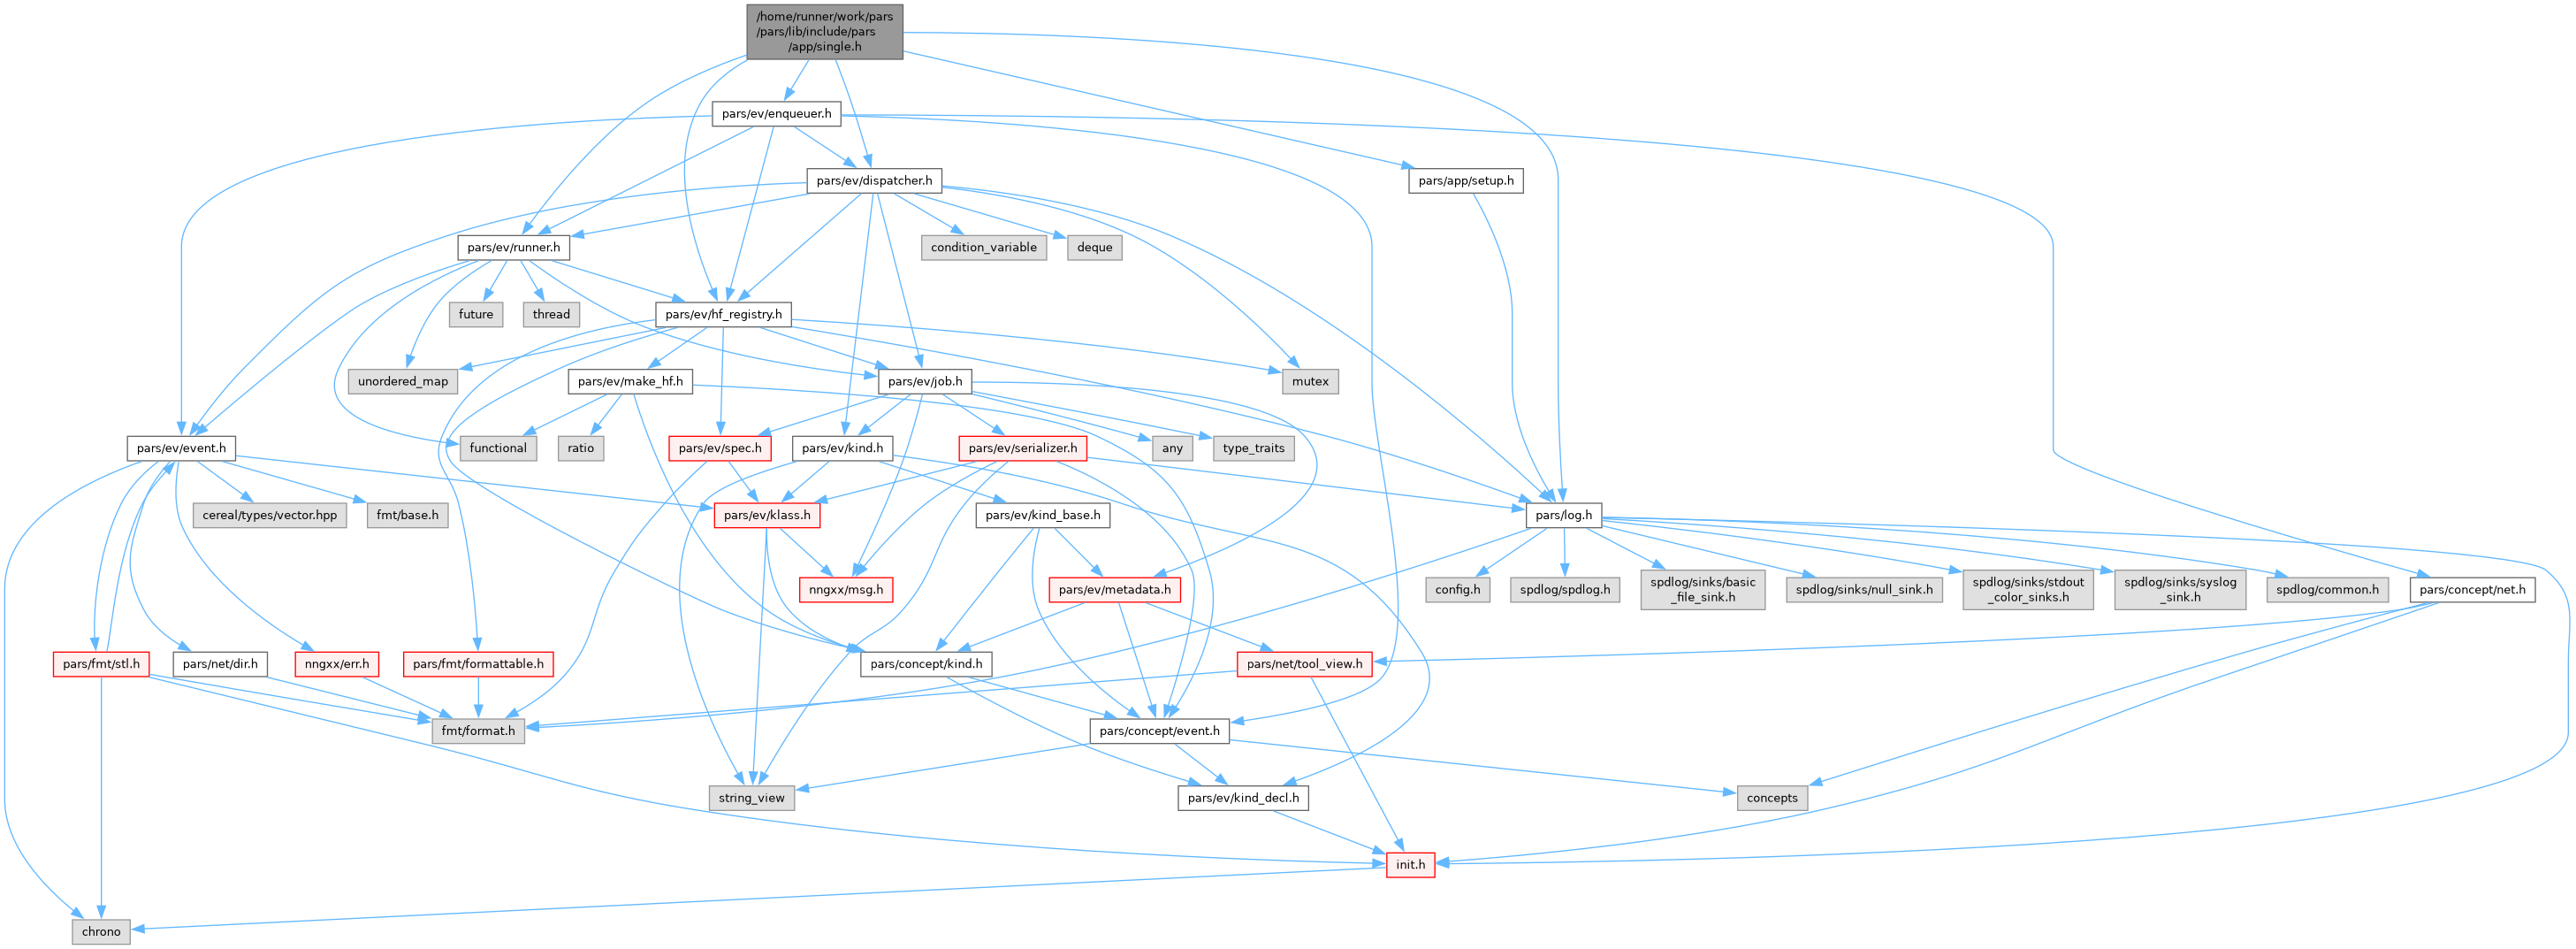 /home/runner/work/pars
/pars/lib/include/pars
/app/single.h
pars/ev/enqueuer.h
pars/ev/dispatcher.h
pars/app/setup.h
pars/ev/runner.h
condition_variable
deque
future
thread
pars/ev/hf_registry.h
unordered_map
pars/ev/make_hf.h
pars/ev/job.h
mutex
pars/ev/event.h
functional
ratio
pars/ev/spec.h
pars/ev/kind.h
pars/ev/serializer.h
any
type_traits
cereal/types/vector.hpp
fmt/base.h
pars/ev/klass.h
pars/ev/kind_base.h
pars/log.h
nngxx/msg.h
pars/ev/metadata.h
config.h
spdlog/spdlog.h
spdlog/sinks/basic
_file_sink.h
spdlog/sinks/null_sink.h
spdlog/sinks/stdout
_color_sinks.h
spdlog/sinks/syslog
_sink.h
spdlog/common.h
pars/concept/net.h
pars/fmt/stl.h
pars/net/dir.h
nngxx/err.h
pars/fmt/formattable.h
pars/concept/kind.h
pars/net/tool_view.h
fmt/format.h
pars/concept/event.h
string_view
pars/ev/kind_decl.h
concepts
init.h
chrono